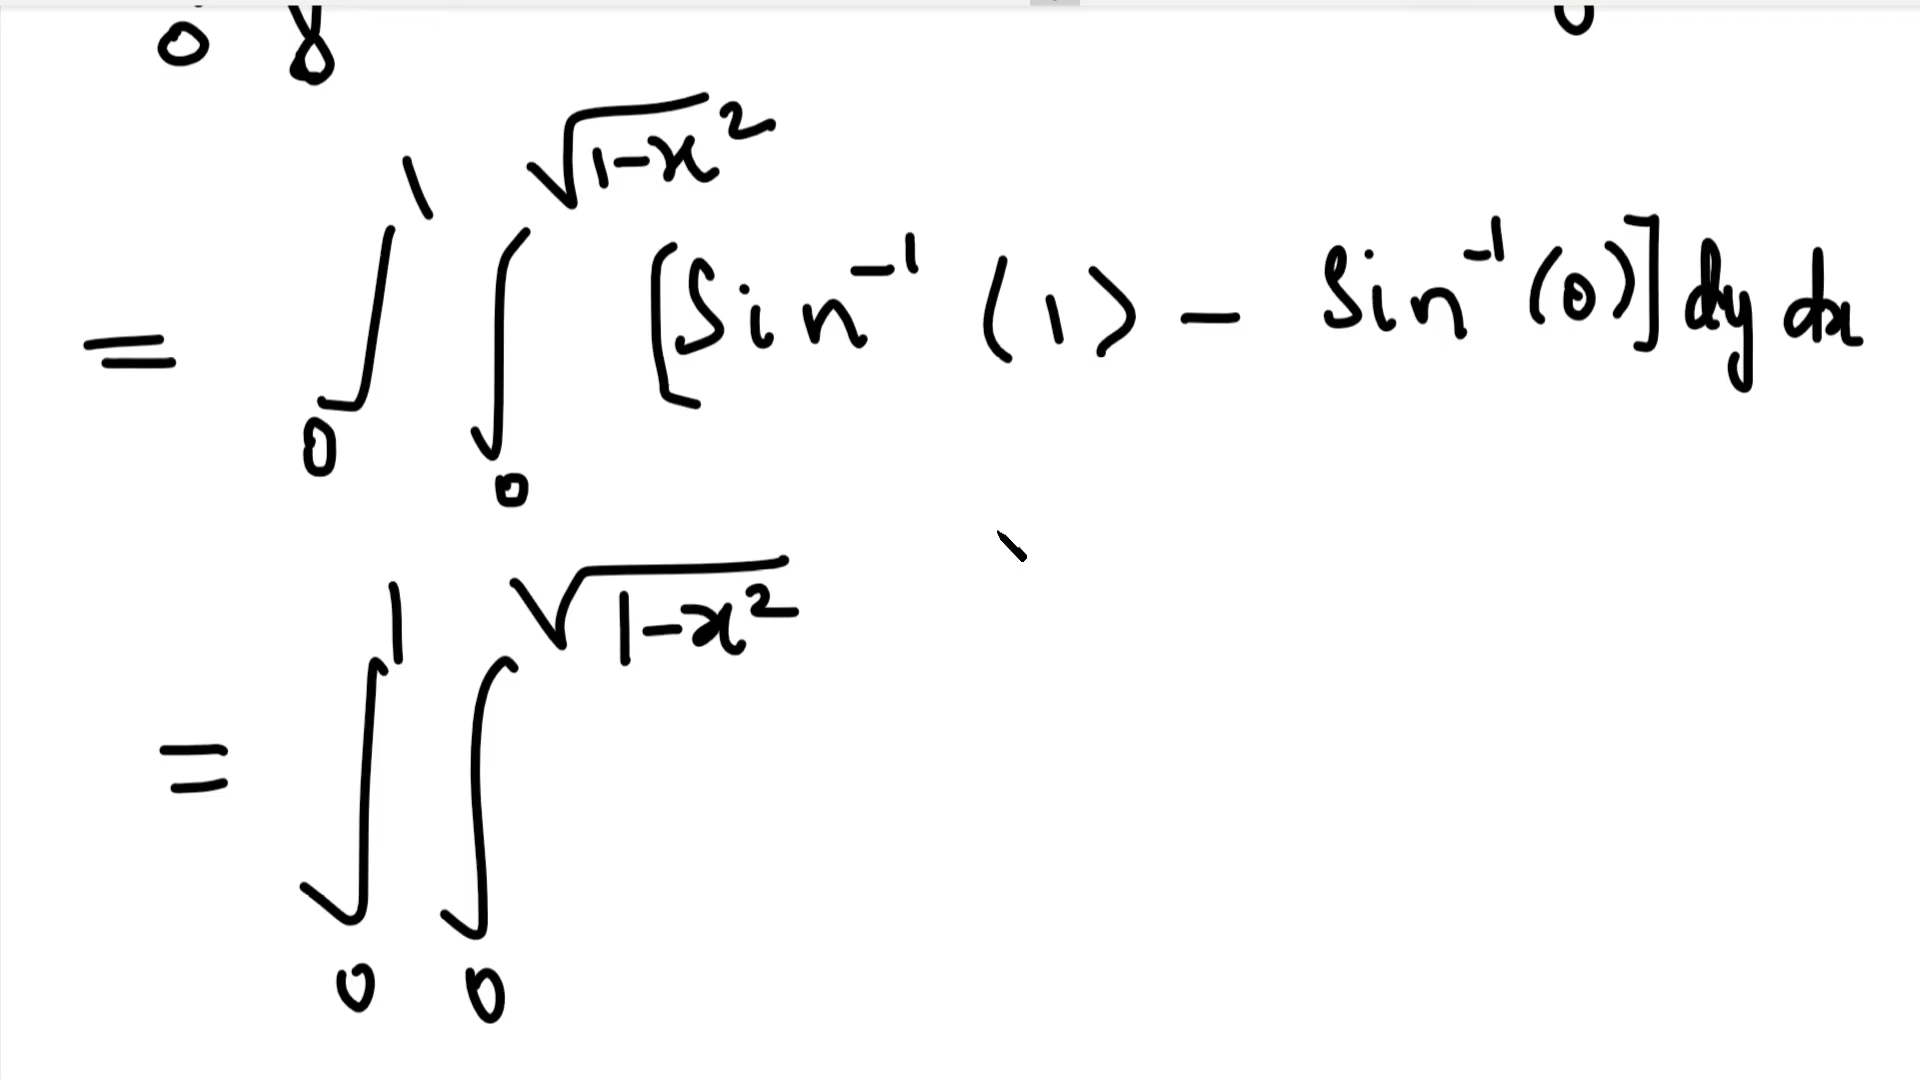 = ∫₀¹ ∫₀^√(1-x²) [Sin⁻¹ (1) - Sin⁻¹ (0)] dy dx
= ∫₀¹ ∫₀^√(1-x²)